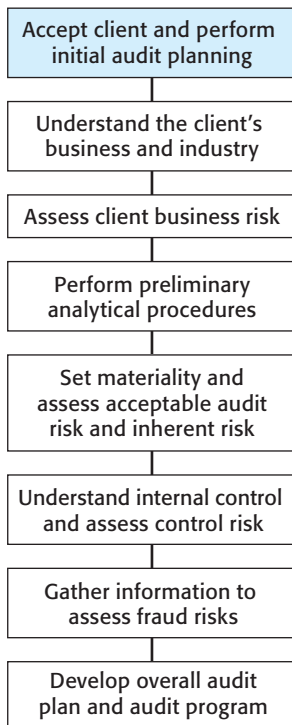 Accept client and perform
initial audit planning
Understand the client’s
business and industry
Assess client business risk
Perform preliminary
analytical procedures
Set materiality and
assess acceptable audit
risk and inherent risk
Understand internal control
and assess control risk
Gather information to
assess fraud risks
Develop overall audit
plan and audit program